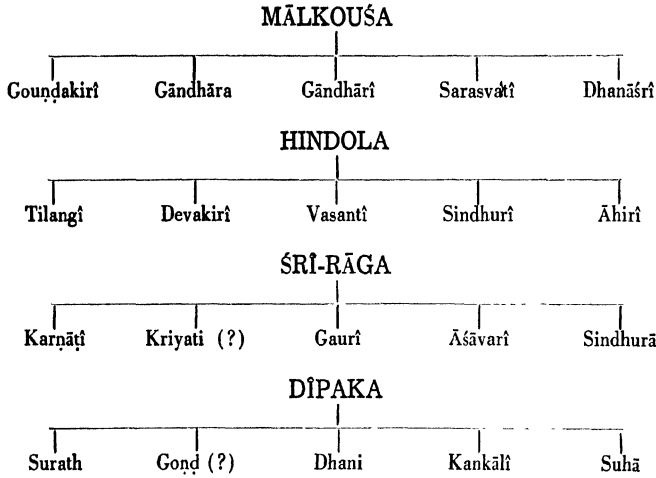 MĀLKOUŚA
Gouṇḍakirî Gāndhāra Gāndhārî Sarasvatî Dhanāśrî
HINDOLA
Tilangî Devakirî Vasantî Sindhurî Āhirî
ŚRÎ-RĀGA
Karṇāṭî Kriyati (?) Gaurî Āśāvarî Sindhurā
DÎPAKA
Surath Goṇḍ (?) Dhani Kankālî Suhā